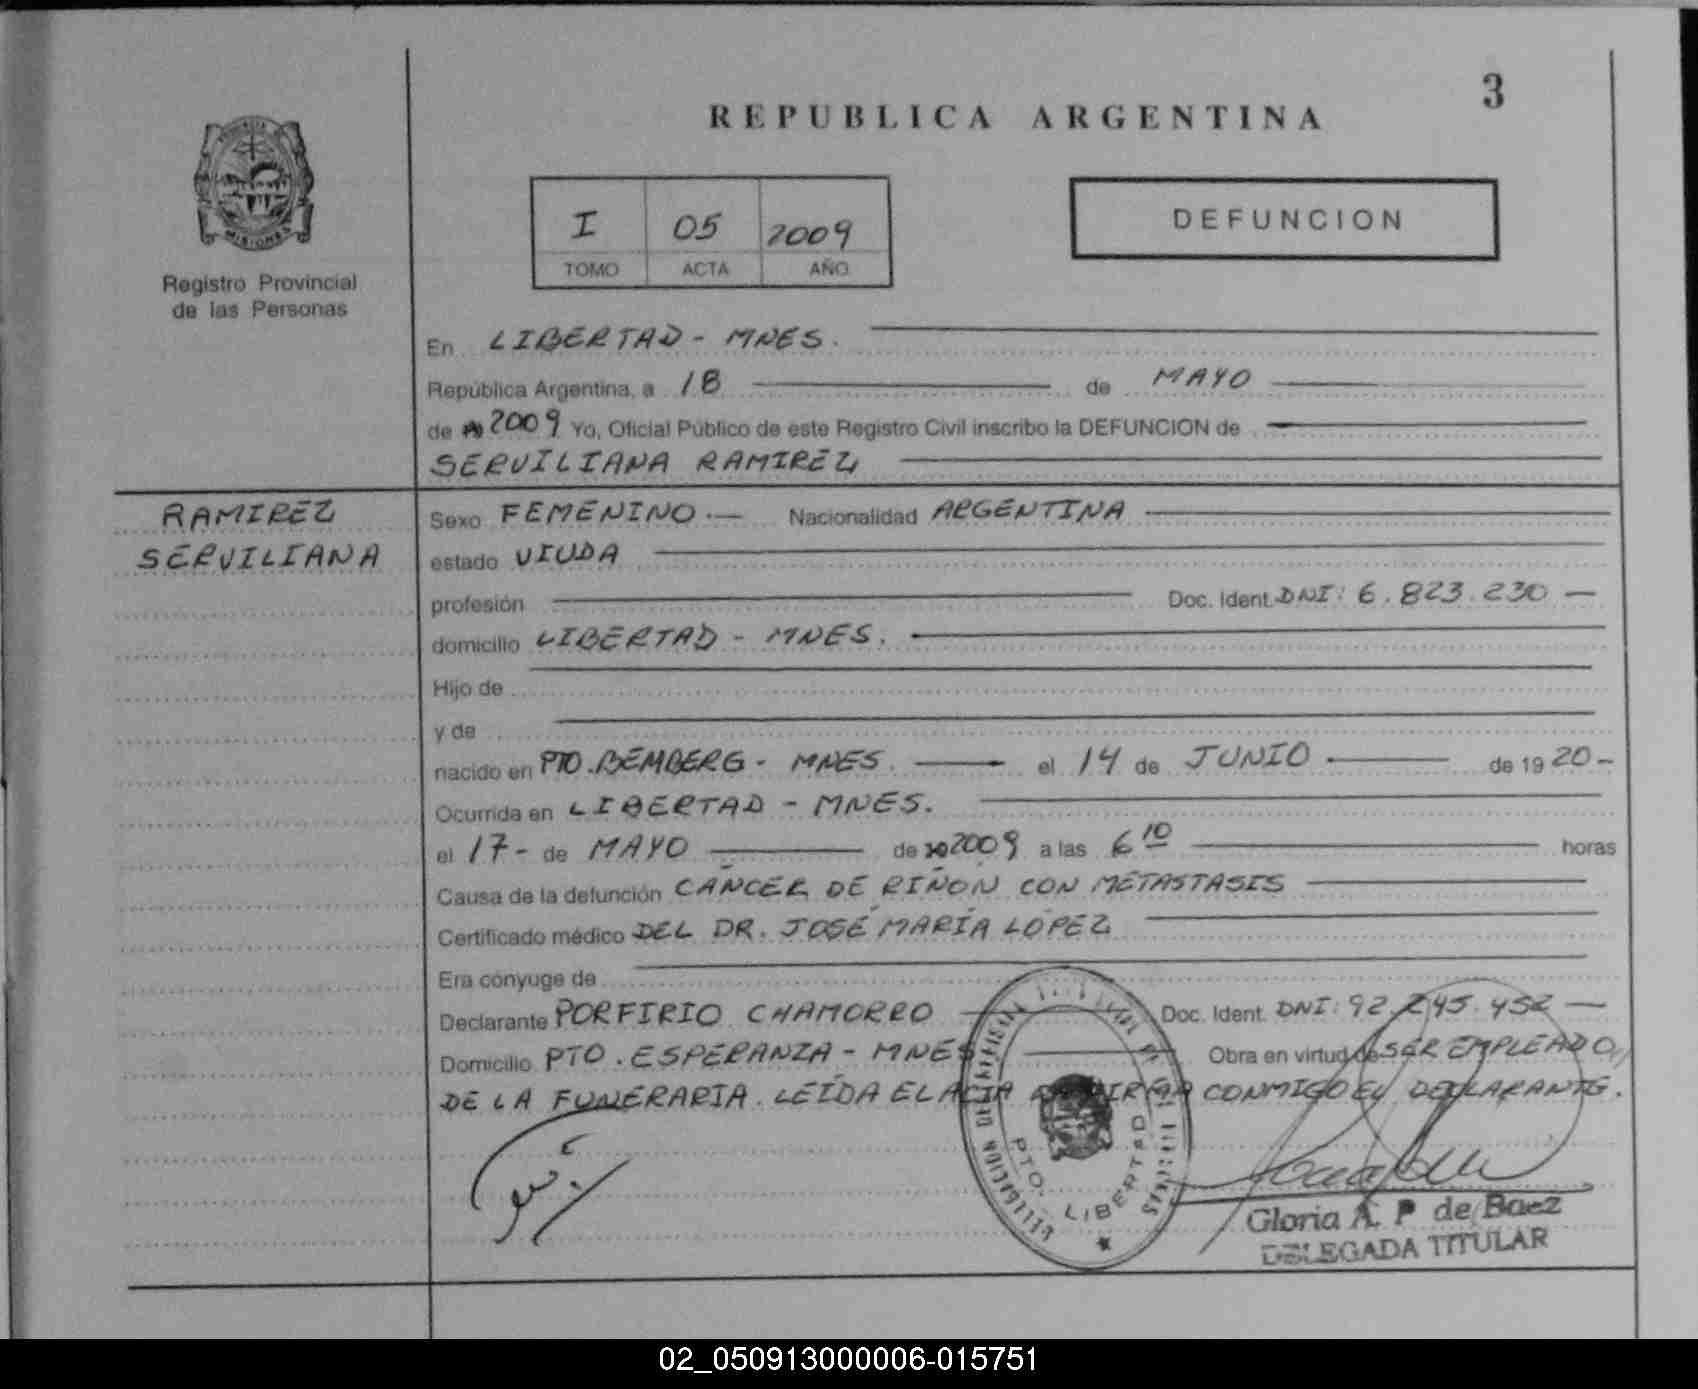 3
REPUBLICA ARGENTINA
MISIONES
Registro Provincial
de las Personas
I 05 2009
TOMO ACTA AÑO
DEFUNCION
En LIBERTAD - MNES.
República Argentina, a 18 de MAYO
de 2009 Yo, Oficial Público de este Registro Civil inscribo la DEFUNCION de
SERVILIANA RAMIREZ
RAMIREZ
SERVILIANA
Sexo FEMENINO.— Nacionalidad ARGENTINA
estado VIUDA
profesión Doc. Ident. DNI: 6.823.230 —
domicilio LIBERTAD - MNES.
Hijo de
y de
nacido en PTO. BEMBERG - MNES. el 14 de JUNIO de 19 20 -
Ocurrida en LIBERTAD - MNES.
el 17 - de MAYO de 2009 a las 6 10 horas
Causa de la defunción CÁNCER DE RIÑON CON METASTASIS
Certificado médico DEL DR. JOSÉ MARÍA LÓPEZ
Era cónyuge de
Declarante PORFIRIO CHAMORRO Doc. Ident. DNI: 92.245.452 —
Domicilio PTO. ESPERANZA - MNES Obra en virtud de SER EMPLEADO
DE LA FUNERARIA. LEÍDA EL ACTA CONMIGO EL DECLARANTE.
PTO. LIBERTAD
Gloria A. P de Baez
DELEGADA TITULAR
02_050913000006-015751